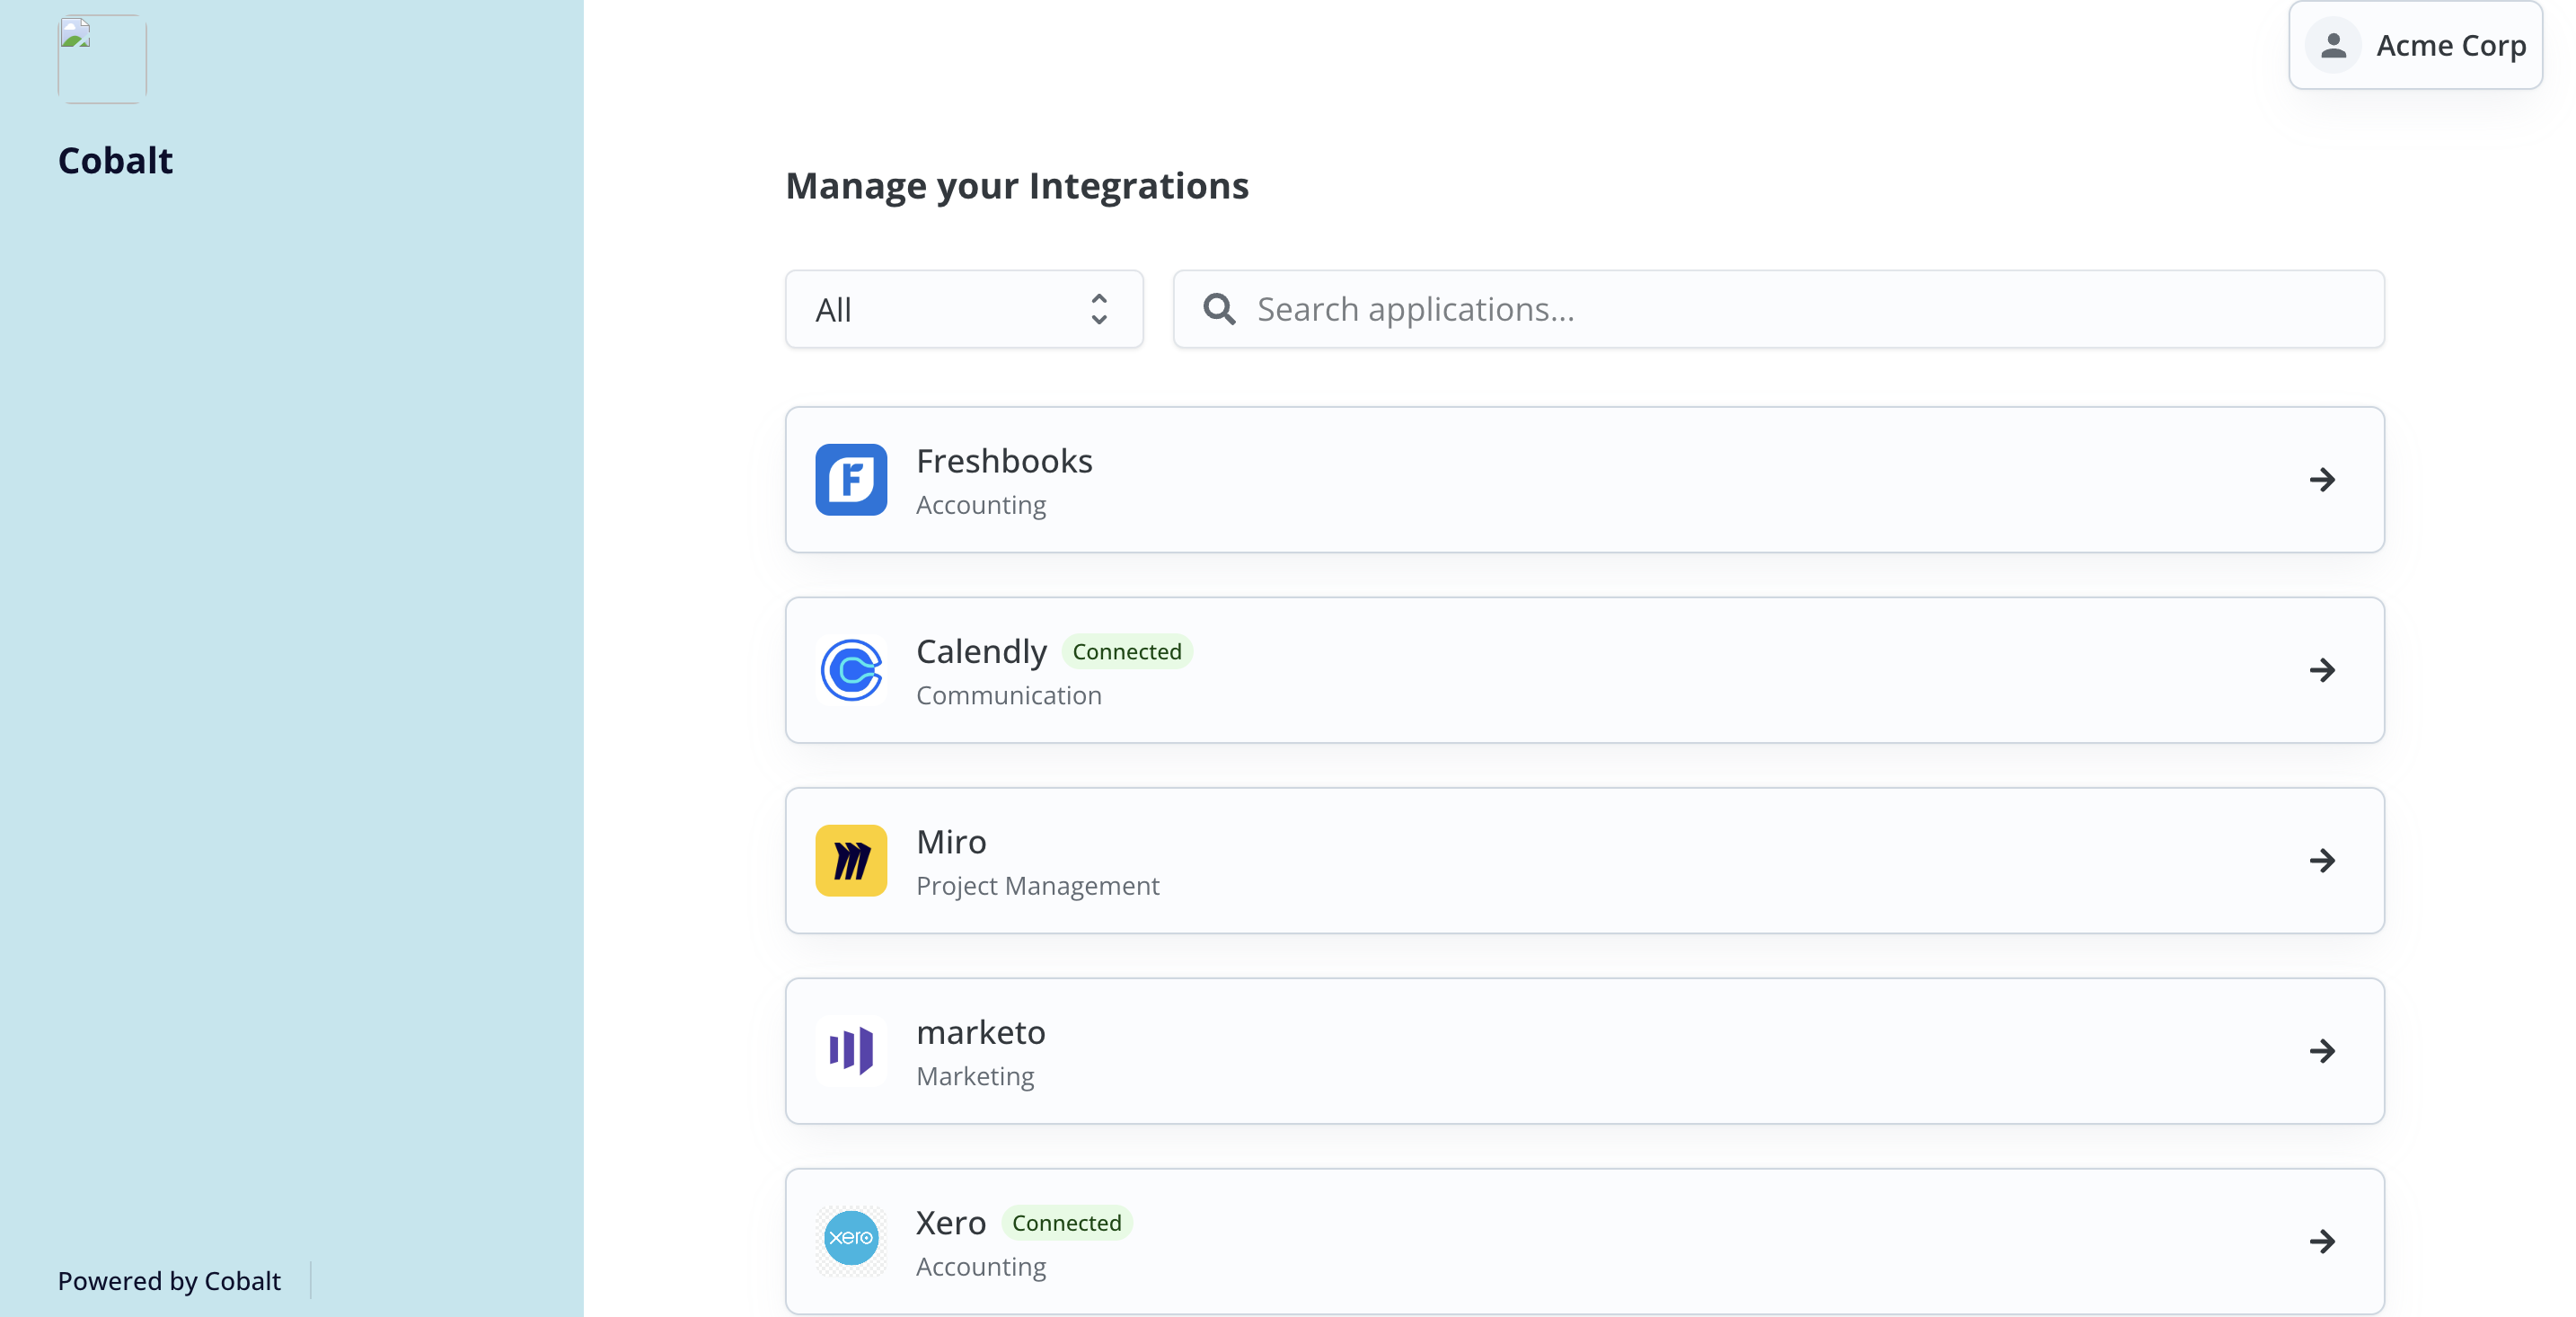 Cobalt
Powered by Cobalt
Acme Corp
Manage your Integrations
All
Search applications...
Freshbooks
Accounting
Calendly Connected
Communication
Miro
Project Management
marketo
Marketing
xero
Xero Connected
Accounting